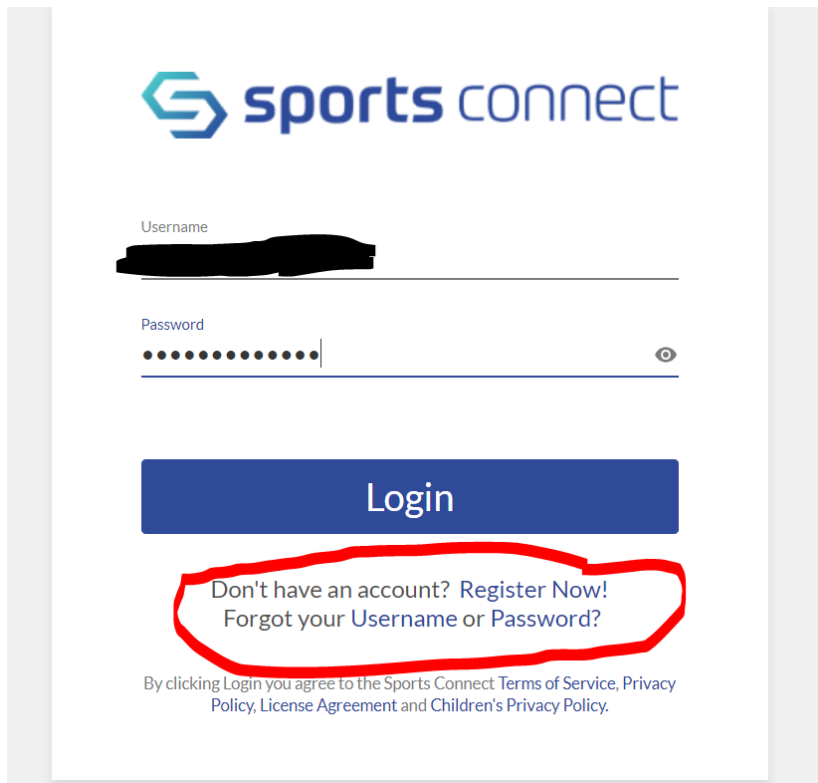 sports connect
Username
Password
Login
Don't have an account? Register Now!
Forgot your Username or Password?
By clicking Login you agree to the Sports Connect Terms of Service, Privacy
Policy, License Agreement and Children's Privacy Policy.